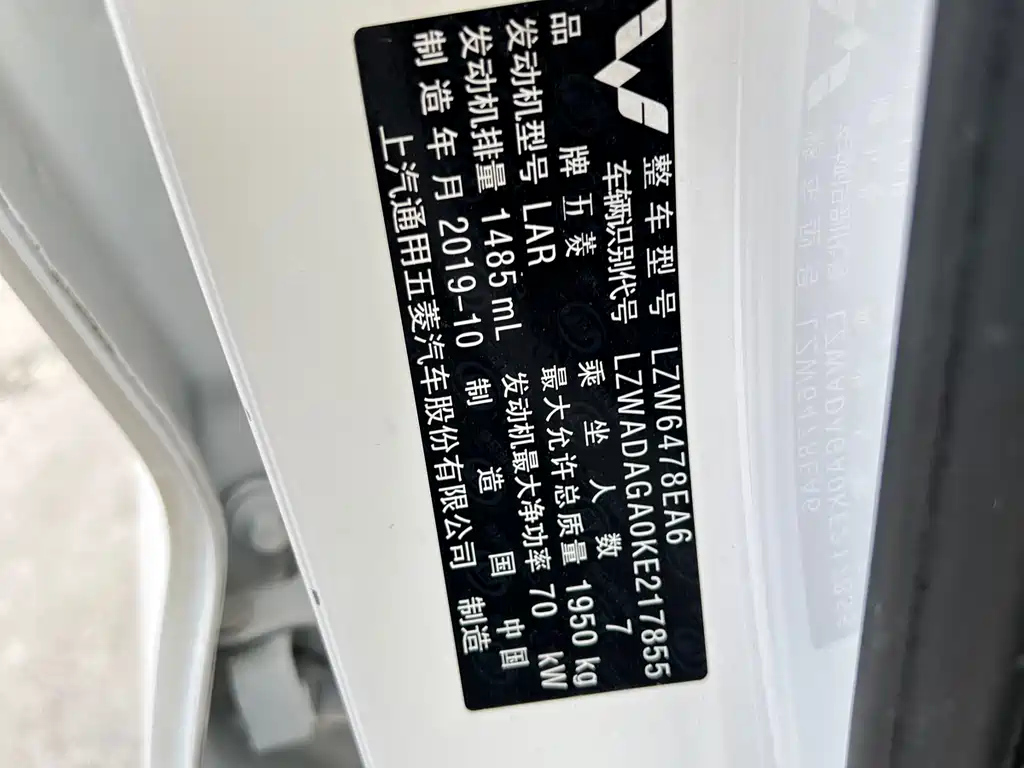 整车型号 LZW6478EA6
车辆识别代号 LZWADAGA0KE217855
品牌 五菱 乘坐人数 7
发动机型号 LAR 最大允许总质量 1950 kg
发动机排量 1485 mL 发动机最大净功率 70 kW
制造年月 2019-10 制造国 中国
上汽通用五菱汽车股份有限公司 制造